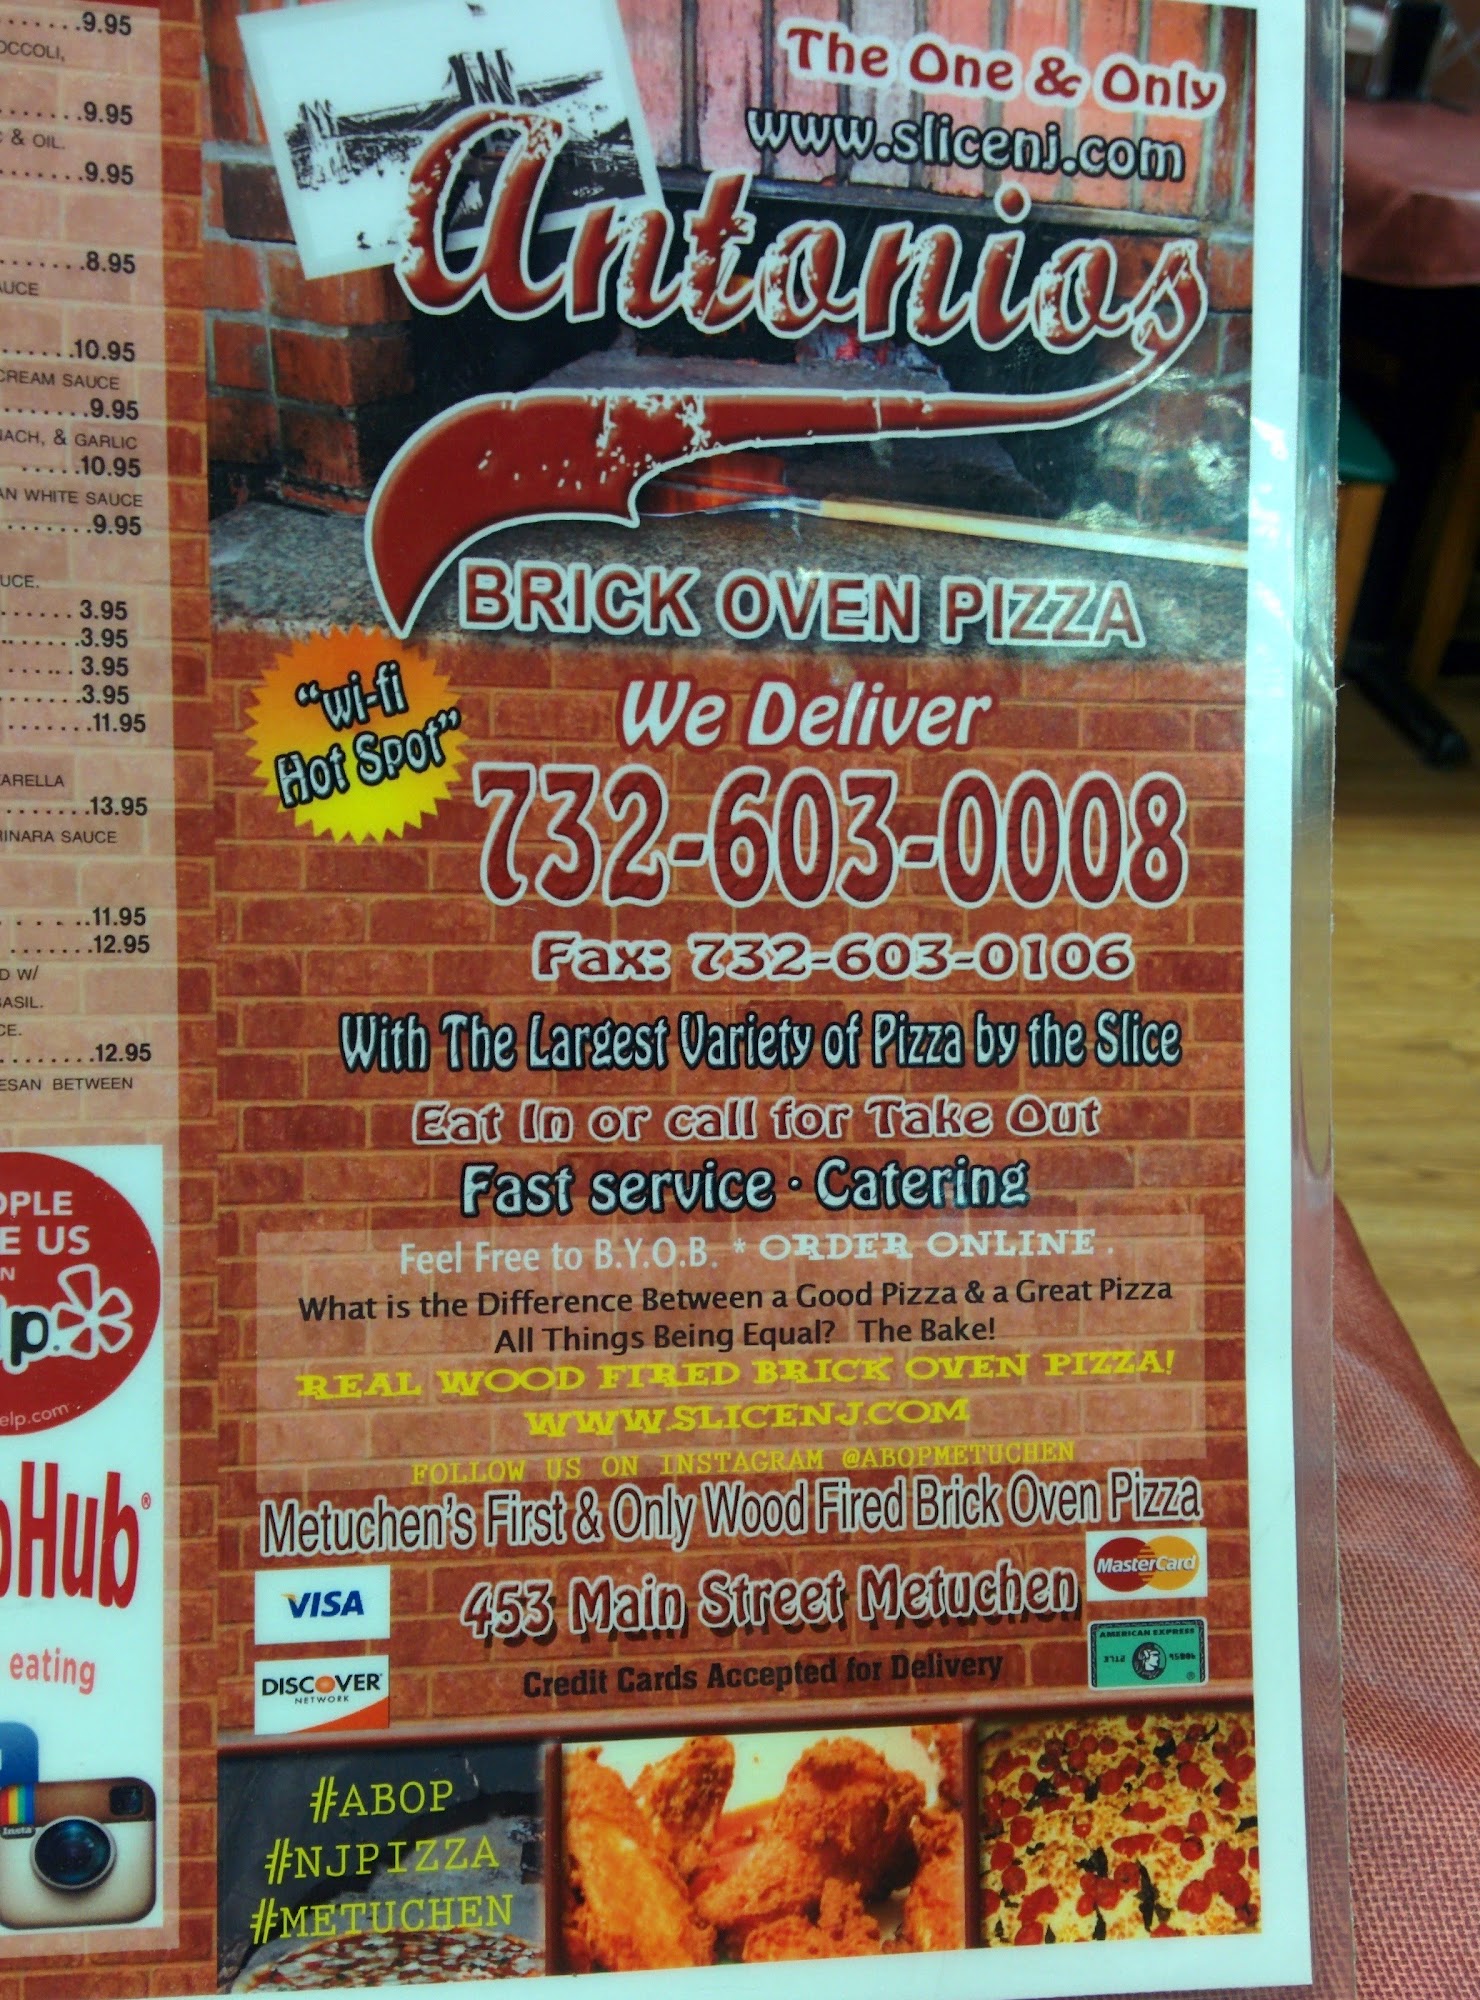 .....9.95
OCCOLI,
.....9.95
& OIL.
.....9.95
.....8.95
AUCE
.....10.95
CREAM SAUCE
.....9.95
NACH, & GARLIC
.....10.95
AN WHITE SAUCE
.....9.95
UCE.
.....3.95
.....3.95
.....3.95
.....3.95
.....11.95
ARELLA
.....13.95
RINARA SAUCE
.....11.95
.....12.95
D W/
BASIL.
CE.
.....12.95
ESAN BETWEEN
OPLE
E US
N
lp
elp.com
Hub®
eating
Insta
The One & Only
www.slicenj.com
Antonios
BRICK OVEN PIZZA
"wi-fi
Hot Spot"
We Deliver
732-603-0008
Fax: 732-603-0106
With The Largest Variety of Pizza by the Slice
Eat In or call for Take Out
Fast service · Catering
Feel Free to B.Y.O.B. * ORDER ONLINE .
What is the Difference Between a Good Pizza & a Great Pizza
All Things Being Equal? The Bake!
REAL WOOD FIRED BRICK OVEN PIZZA!
WWW.SLICENJ.COM
FOLLOW US ON INSTAGRAM @ABOPMETUCHEN
Metuchen's First & Only Wood Fired Brick Oven Pizza
VISA
453 Main Street Metuchen
MasterCard
DISCOVER®
NETWORK
Credit Cards Accepted for Delivery
AMERICAN EXPRESS
#ABOP
#NJPIZZA
#METUCHEN